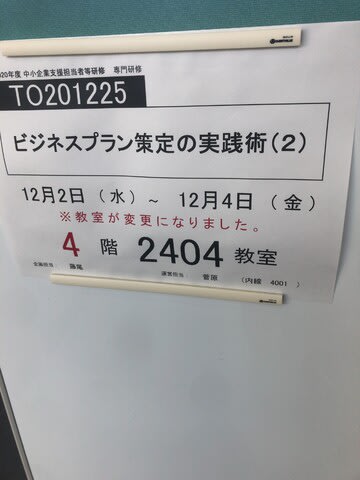 020年度 中小企業支援担当者等研修 専門研修
TO201225
ビジネスプラン策定の実践術(2)
12月2日（水）～ 12月4日（金）
※教室が変更になりました。
4 階 2404 教室
企画担当 藤尾 運営担当 菅原 （内線 4001 ）